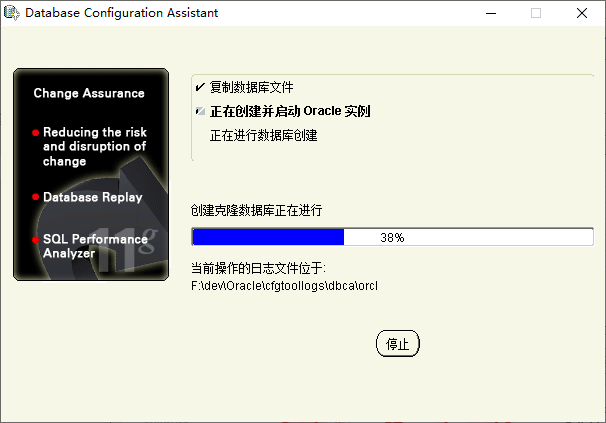 Database Configuration Assistant
Change Assurance
Reducing the risk
and disruption of
change
Database Replay
SQL Performance
Analyzer
11g
复制数据库文件
正在创建并启动 Oracle 实例
正在进行数据库创建
创建克隆数据库正在进行
38%
当前操作的日志文件位于:
F:\dev\Oracle\cfgtoollogs\dbca\orcl
停止